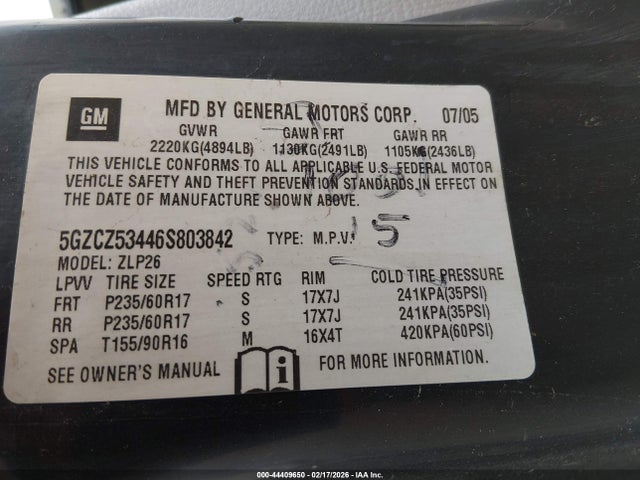 GM
MFD BY GENERAL MOTORS CORP. 07/05
GVWR GAWR FRT GAWR RR
2220KG(4894LB) 1130KG(2491LB) 1105KG(2436LB)
THIS VEHICLE CONFORMS TO ALL APPLICABLE U.S. FEDERAL MOTOR
VEHICLE SAFETY AND THEFT PREVENTION STANDARDS IN EFFECT ON
THE DATE OF MANUFACTURE SHOWN ABOVE.
5GZCZ53446S803842 TYPE: M.P.V. 5
MODEL: ZLP26
LPVV TIRE SIZE SPEED RTG RIM COLD TIRE PRESSURE
FRT P235/60R17 S 17X7J 241KPA(35PSI)
RR P235/60R17 S 17X7J 241KPA(35PSI)
SPA T155/90R16 M 16X4T 420KPA(60PSI)
SEE OWNER'S MANUAL i FOR MORE INFORMATION.
000-44409650 - 02/17/2026 - IAA Inc.